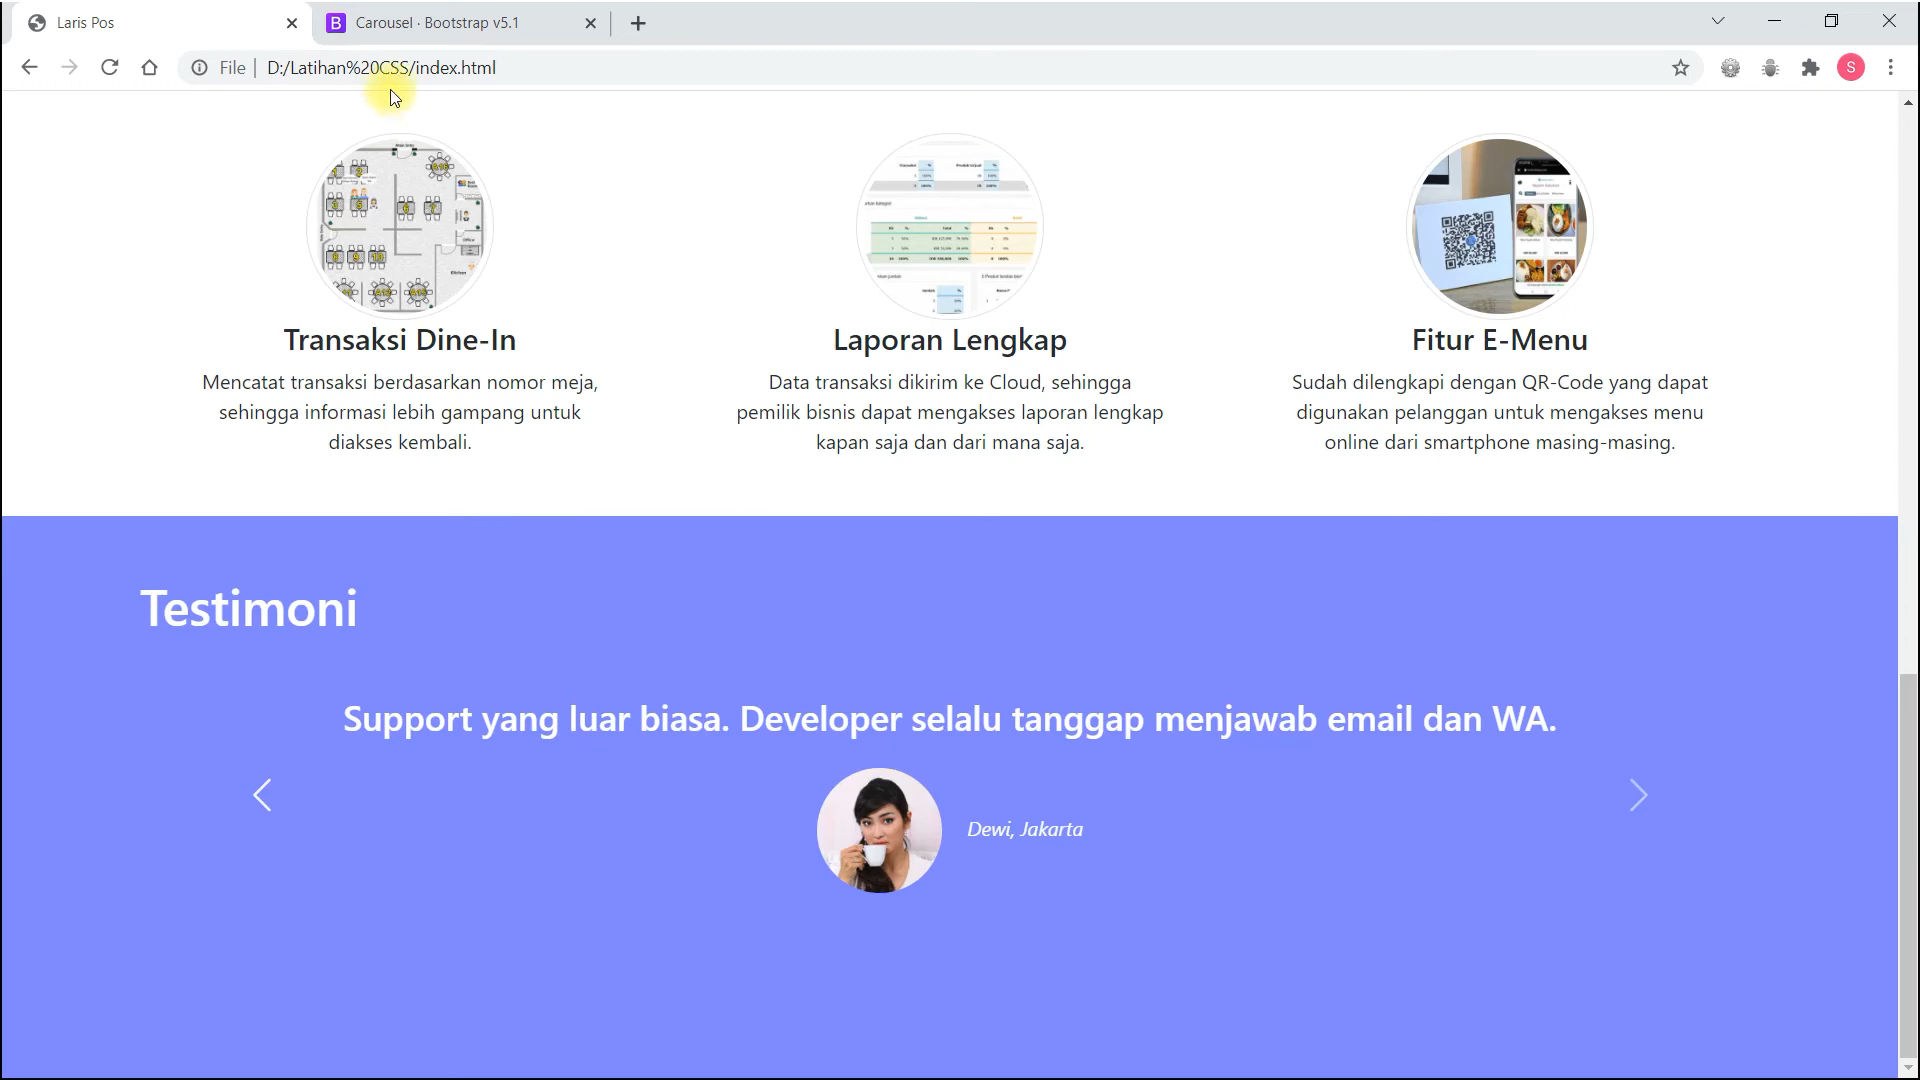 Laris Pos
Carousel · Bootstrap v5.1
File
D:/Latihan%20CSS/index.html
S
Transaksi Dine-In
Mencatat transaksi berdasarkan nomor meja,
sehingga informasi lebih gampang untuk
diakses kembali.
Laporan Lengkap
Data transaksi dikirim ke Cloud, sehingga
pemilik bisnis dapat mengakses laporan lengkap
kapan saja dan dari mana saja.
Fitur E-Menu
Sudah dilengkapi dengan QR-Code yang dapat
digunakan pelanggan untuk mengakses menu
online dari smartphone masing-masing.
Testimoni
Support yang luar biasa. Developer selalu tanggap menjawab email dan WA.
Dewi, Jakarta